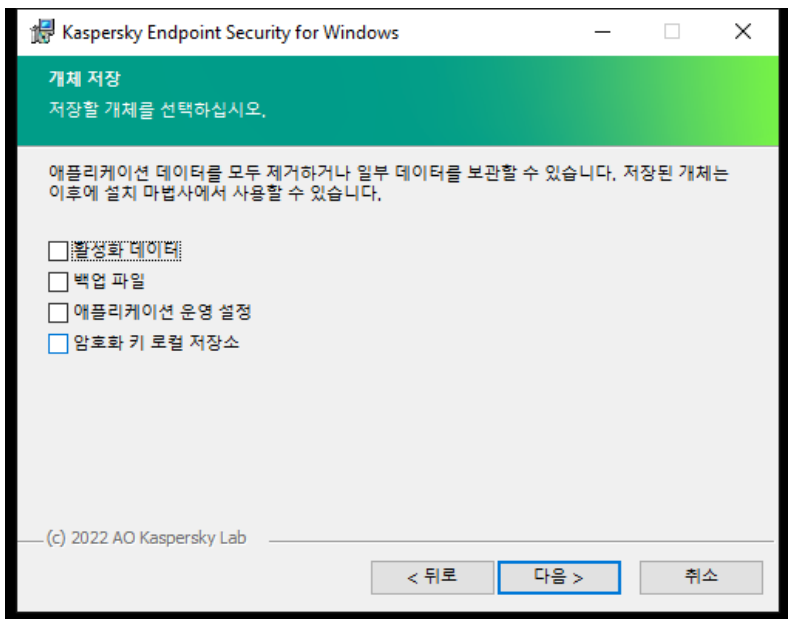 Kaspersky Endpoint Security for Windows
개체 저장
저장할 개체를 선택하십시오.
애플리케이션 데이터를 모두 제거하거나 일부 데이터를 보관할 수 있습니다. 저장된 개체는
이후에 설치 마법사에서 사용할 수 있습니다.
활성화 데이터
백업 파일
애플리케이션 운영 설정
암호화 키 로컬 저장소
(c) 2022 AO Kaspersky Lab
< 뒤로
다음 >
취소